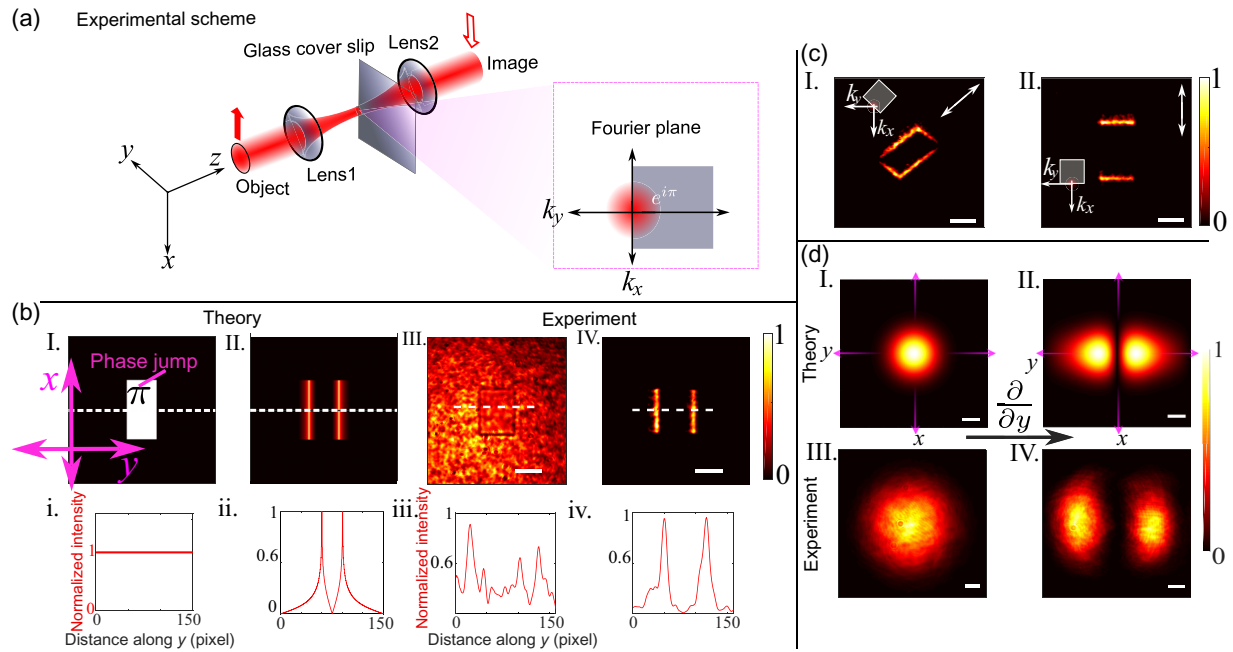 (a)
Experimental scheme
Glass cover slip
Lens2
Image
Lens1
Object
y
z
x
Fourier plane
e^{iπ}
k_y
k_x
(b)
Theory
Experiment
I.
Phase jump
π
x
y
II.
III.
IV.
1
0
i.
Normalized intensity
1
0
0
150
Distance along y (pixel)
ii.
1
0.6
0
0
150
iii.
Normalized intensity
1
0.6
0
150
Distance along y (pixel)
iv.
1
0.6
0
150
(c)
I.
k_y
k_x
II.
k_y
k_x
1
0
(d)
I.
Theory
y
x
II.
y
x
∂
∂y
III.
Experiment
IV.
1
0